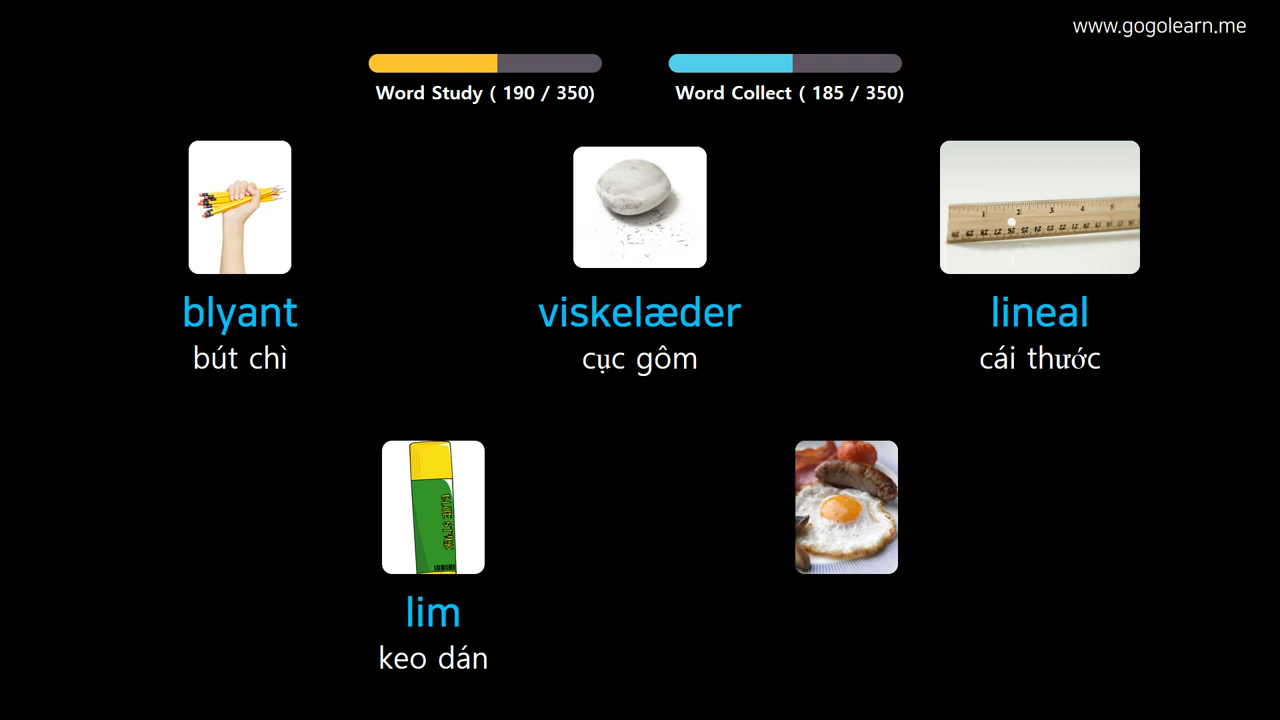 www.gogolearn.me
Word Study ( 190 / 350)
Word Collect ( 185 / 350)
blyant
bút chì
viskelæder
cục gôm
lineal
cái thước
lim
keo dán